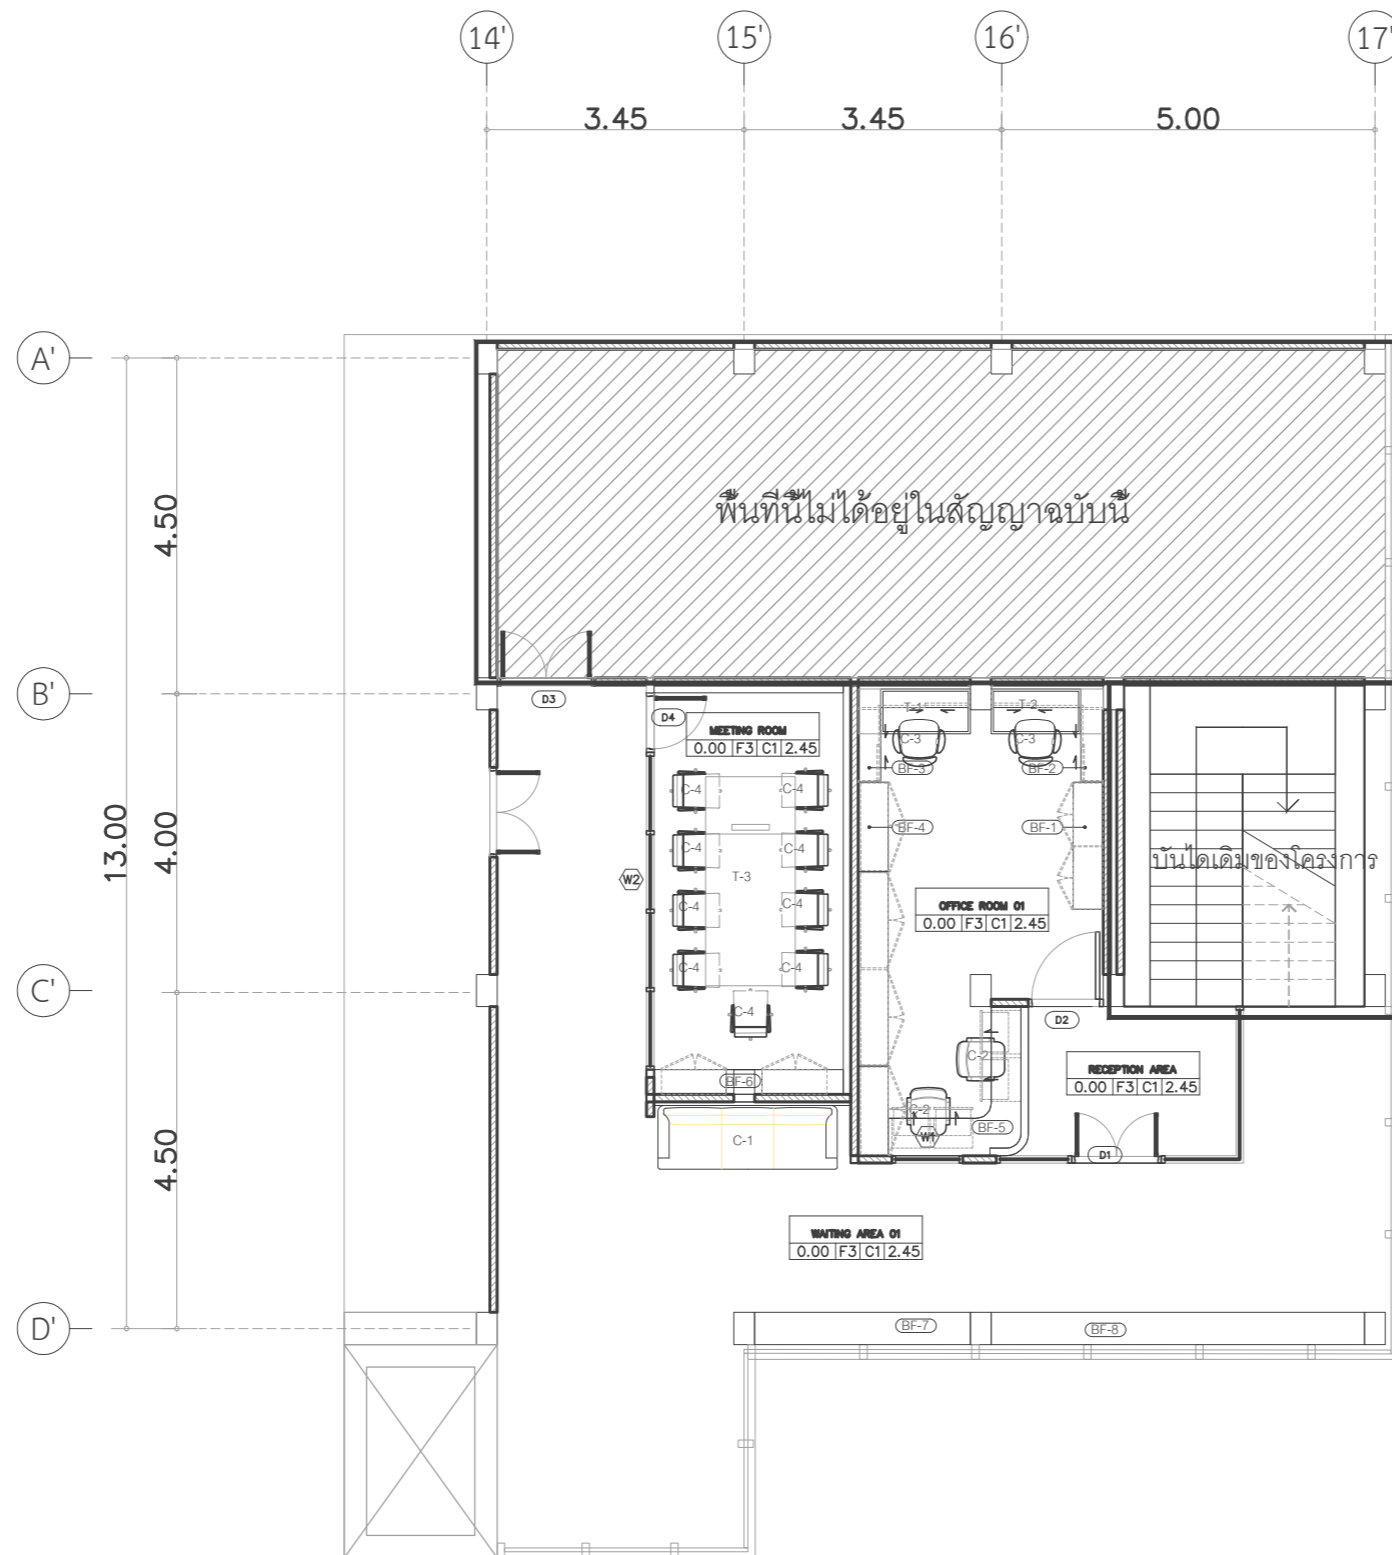 14' 15' 16' 17'
3.45 3.45 5.00
A'
4.50
พื้นที่นี้ไม่ได้อยู่ในสัญญาฉบับนี้
B'
D3
D4
MEETING ROOM
0.00 F3 C1 2.45
T-1 T-2
C-3 C-3
BF-3 BF-2
C-4 C-4
BF-4 BF-1
13.00
4.00
C-4 C-4
บันไดเดิมของโครงการ
W2
T-3
C-4 C-4
OFFICE ROOM 01
0.00 F3 C1 2.45
C-4 C-4
C'
C-4
D2
C-2
RECEPTION AREA
0.00 F3 C1 2.45
BF-6
C-2
BF-5
W1
C-1
D1
4.50
WAITING AREA 01
0.00 F3 C1 2.45
D'
BF-7 BF-8